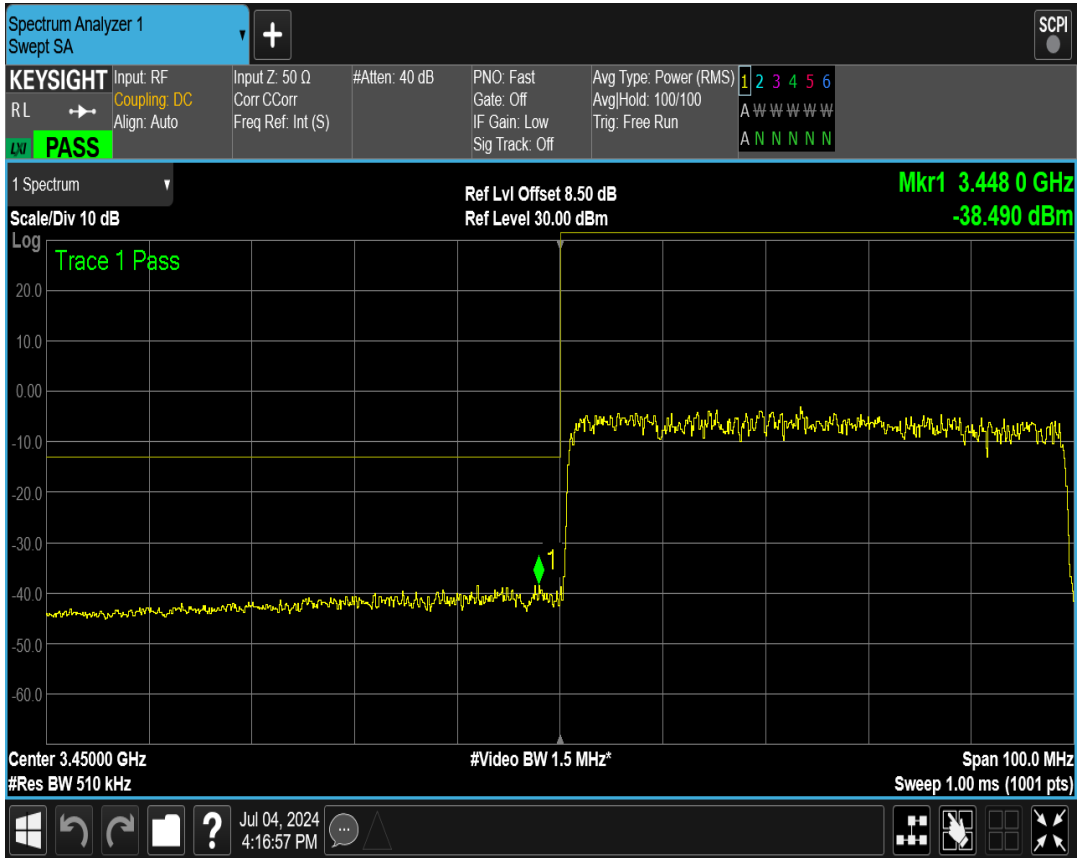 Spectrum Analyzer 1
Swept SA
+
SCPI
KEYSIGHT
R L
LXI PASS
Input: RF
Coupling: DC
Align: Auto
Input Z: 50 Ω
Corr CCorr
Freq Ref: Int (S)
#Atten: 40 dB
PNO: Fast
Gate: Off
IF Gain: Low
Sig Track: Off
Avg Type: Power (RMS)
Avg|Hold: 100/100
Trig: Free Run
1 2 3 4 5 6
A W W W W W
A N N N N N
1 Spectrum
Scale/Div 10 dB
Ref Lvl Offset 8.50 dB
Ref Level 30.00 dBm
Mkr1 3.448 0 GHz
-38.490 dBm
Log
Trace 1 Pass
20.0
10.0
0.00
-10.0
-20.0
-30.0
1
-40.0
-50.0
-60.0
Center 3.45000 GHz
#Res BW 510 kHz
#Video BW 1.5 MHz*
Span 100.0 MHz
Sweep 1.00 ms (1001 pts)
?
Jul 04, 2024
4:16:57 PM